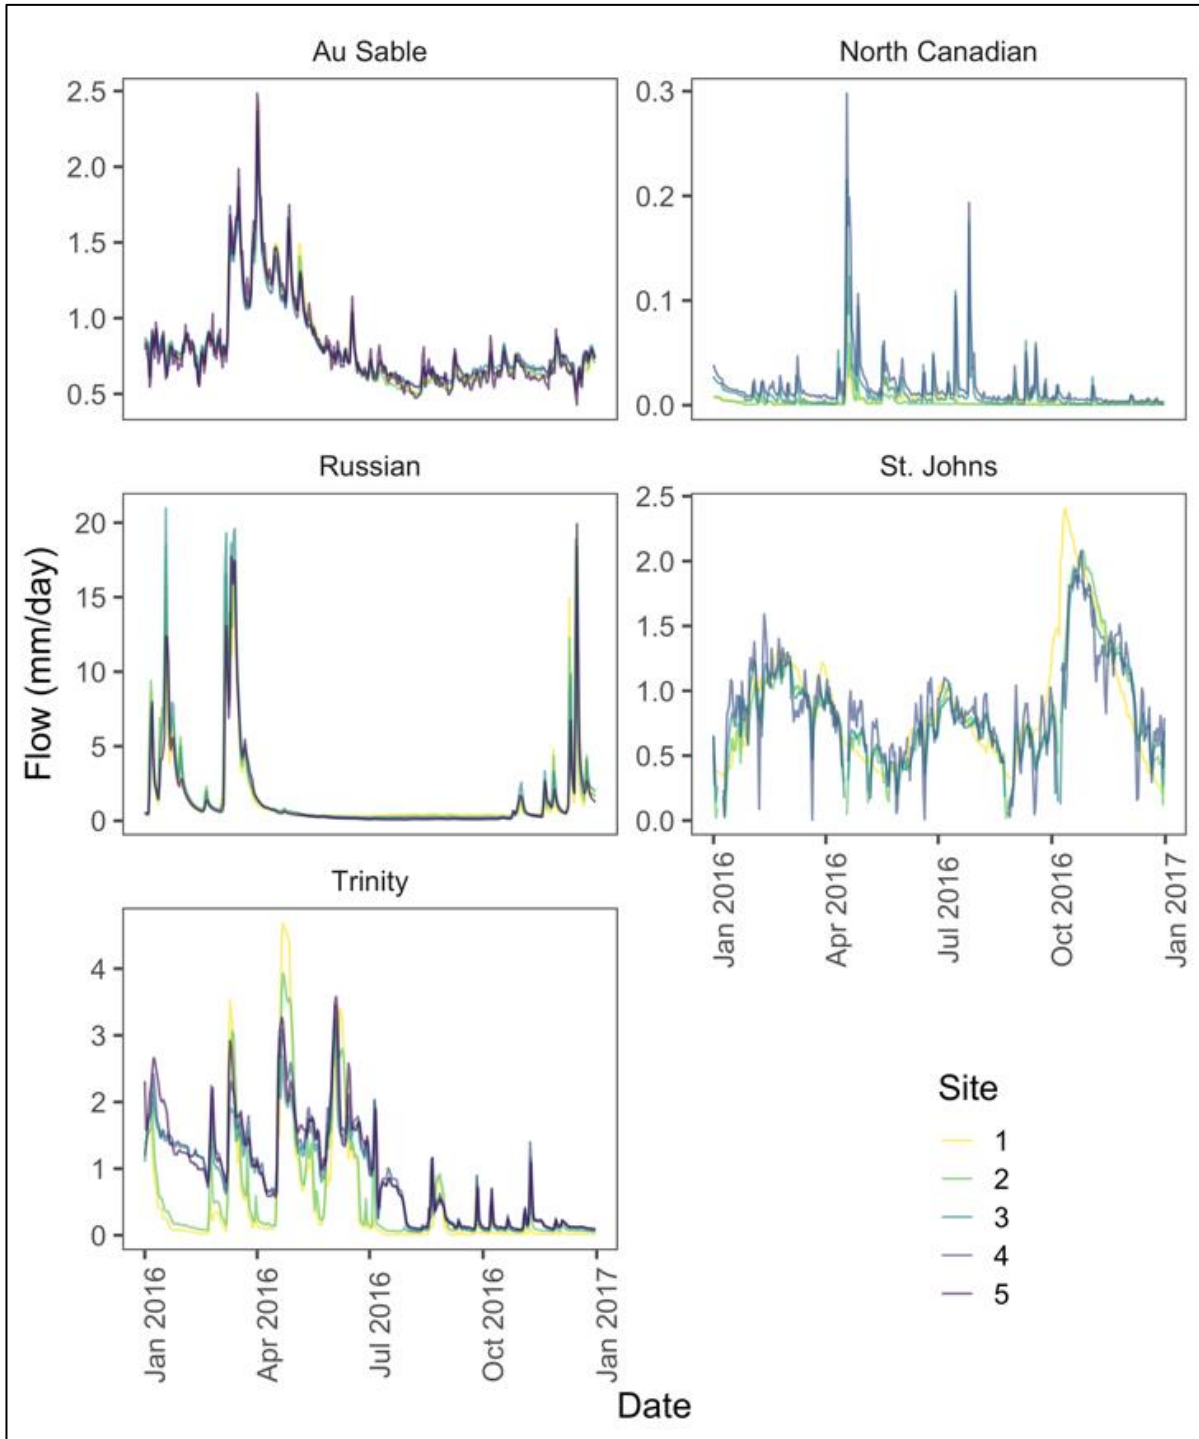 Au Sable
North Canadian
2.5
2.0
1.5
1.0
0.5
0.3
0.2
0.1
0.0
Russian
St. Johns
Flow (mm/day)
20
15
10
5
0
2.5
2.0
1.5
1.0
0.5
0.0
Jan 2016
Apr 2016
Jul 2016
Oct 2016
Jan 2017
Trinity
4
3
2
1
0
Jan 2016
Apr 2016
Jul 2016
Oct 2016
Jan 2017
Site
1
2
3
4
5
Date